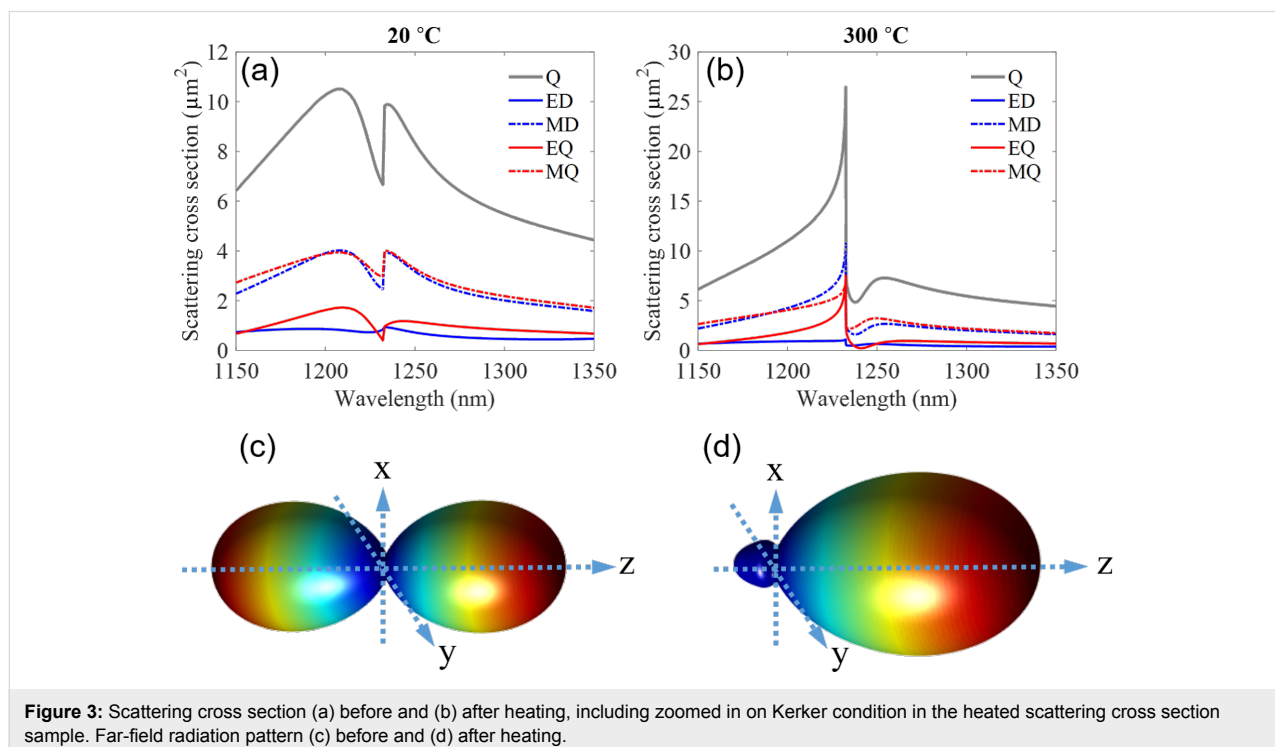 20 °C
(a)
Q
ED
MD
EQ
MQ
Scattering cross section (µm²)
12
10
8
6
4
2
0
1150
1200
1250
1300
1350
Wavelength (nm)
300 °C
(b)
Q
ED
MD
EQ
MQ
Scattering cross section (µm²)
30
25
20
15
10
5
0
1150
1200
1250
1300
1350
Wavelength (nm)
(c)
x
z
y
(d)
x
z
y
Figure 3: Scattering cross section (a) before and (b) after heating, including zoomed in on Kerker condition in the heated scattering cross section
sample. Far-field radiation pattern (c) before and (d) after heating.